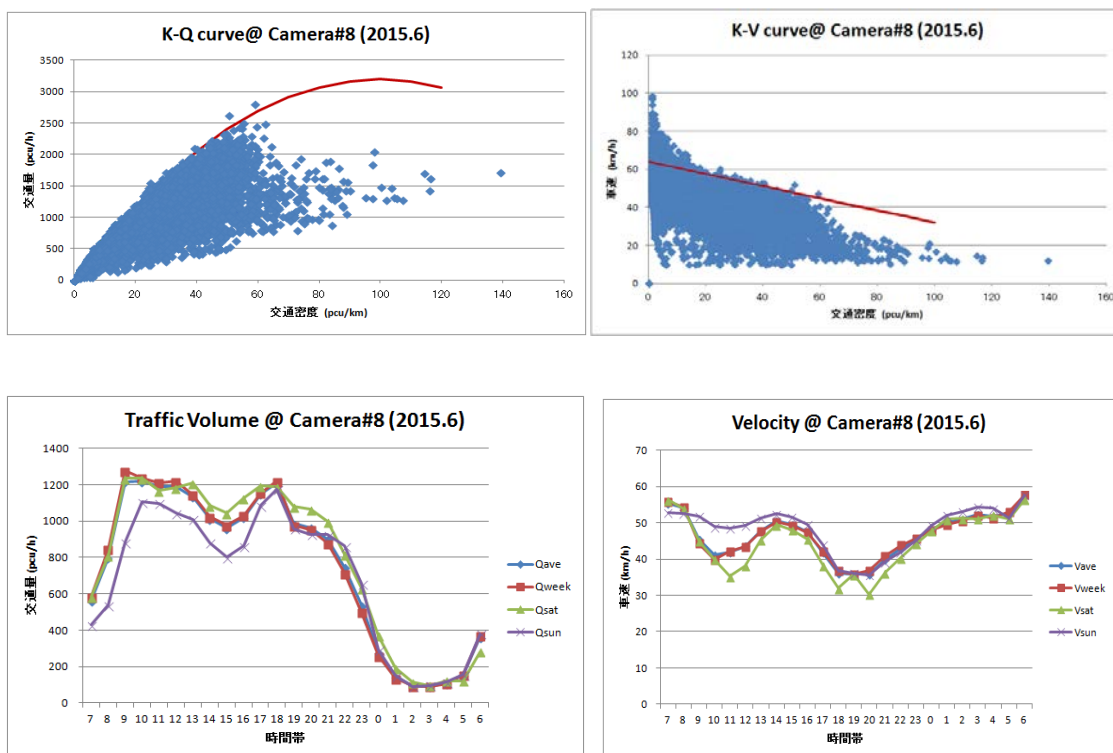 K-Q curve@ Camera#8 (2015.6)
交通量 (pcu/h)
3500
3000
2500
2000
1500
1000
500
0
0 20 40 60 80 100 120 140 160
交通密度 (pcu/km)
K-V curve@ Camera#8 (2015.6)
車速 (km/h)
120
100
80
60
40
20
0
0 20 40 60 80 100 120 140 160
交通密度 (pcu/km)
Traffic Volume @ Camera#8 (2015.6)
交通量 (pcu/h)
1400
1200
1000
800
600
400
200
0
7 8 9 10 11 12 13 14 15 16 17 18 19 20 21 22 23 0 1 2 3 4 5 6
時間帯
Qave
Qweek
Qsat
Qsun
Velocity @ Camera#8 (2015.6)
車速 (km/h)
70
60
50
40
30
20
10
0
7 8 9 10 11 12 13 14 15 16 17 18 19 20 21 22 23 0 1 2 3 4 5 6
時間帯
Vave
Vweek
Vsat
Vsun